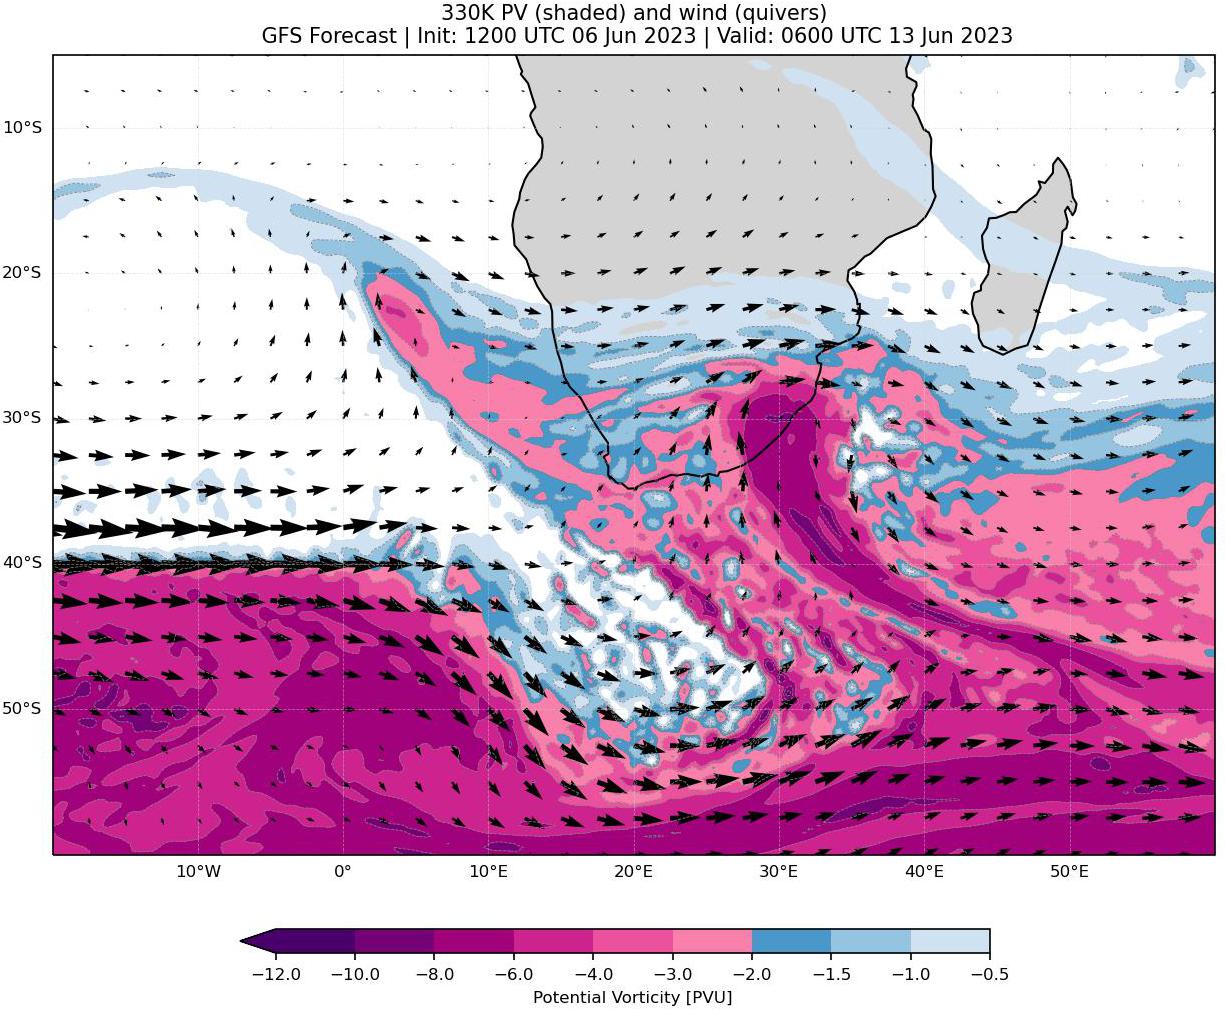 330K PV (shaded) and wind (quivers)
GFS Forecast | Init: 1200 UTC 06 Jun 2023 | Valid: 0600 UTC 13 Jun 2023
10°S
20°S
30°S
40°S
50°S
10°W 0° 10°E 20°E 30°E 40°E 50°E
−12.0 −10.0 −8.0 −6.0 −4.0 −3.0 −2.0 −1.5 −1.0 −0.5
Potential Vorticity [PVU]